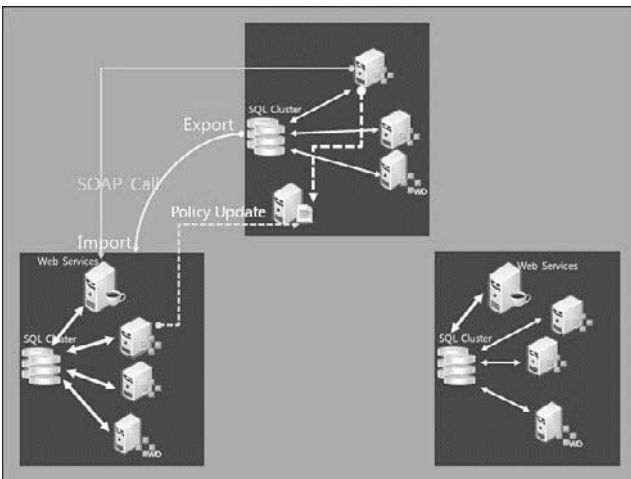 SQL Cluster
Export
WD
SOAP Call
Policy Update
Import
Web Services
SQL Cluster
WD
Web Services
SQL Cluster
WD